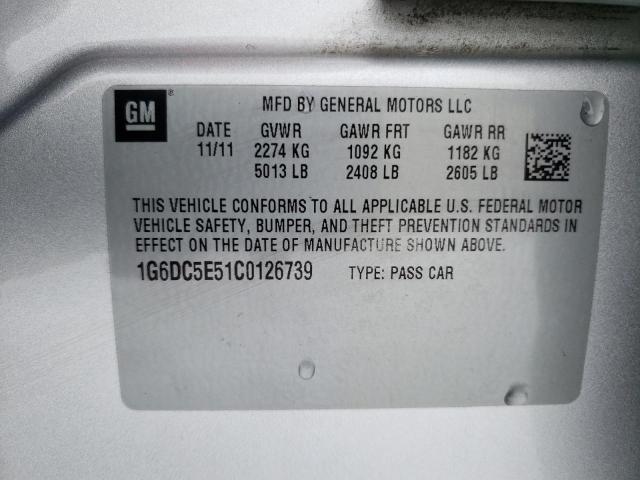 GM®
MFD BY GENERAL MOTORS LLC
DATE GVWR GAWR FRT GAWR RR
11/11 2274 KG 1092 KG 1182 KG
5013 LB 2408 LB 2605 LB
THIS VEHICLE CONFORMS TO ALL APPLICABLE U.S. FEDERAL MOTOR
VEHICLE SAFETY, BUMPER, AND THEFT PREVENTION STANDARDS IN
EFFECT ON THE DATE OF MANUFACTURE SHOWN ABOVE.
1G6DC5E51C0126739 TYPE: PASS CAR